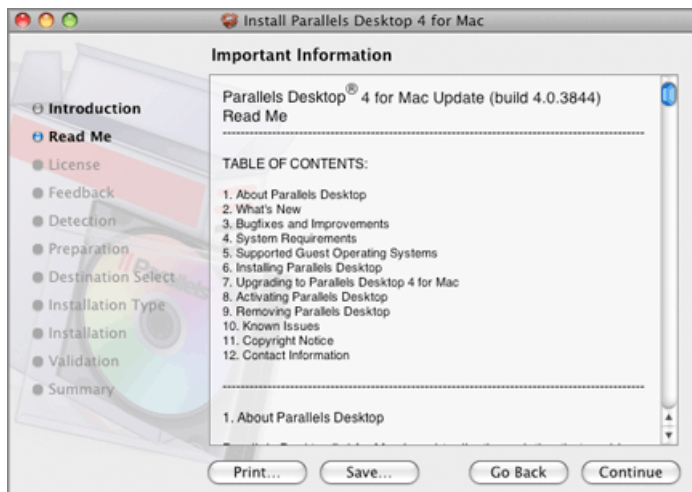 Install Parallels Desktop 4 for Mac
Important Information
Introduction
Read Me
License
Feedback
Detection
Preparation
Destination Select
Installation Type
Installation
Validation
Summary
Parallels Desktop® 4 for Mac Update (build 4.0.3844)
Read Me
TABLE OF CONTENTS:
1. About Parallels Desktop
2. What's New
3. Bugfixes and Improvements
4. System Requirements
5. Supported Guest Operating Systems
6. Installing Parallels Desktop
7. Upgrading to Parallels Desktop 4 for Mac
8. Activating Parallels Desktop
9. Removing Parallels Desktop
10. Known Issues
11. Copyright Notice
12. Contact Information
1. About Parallels Desktop
Print...
Save...
Go Back
Continue
Parallels